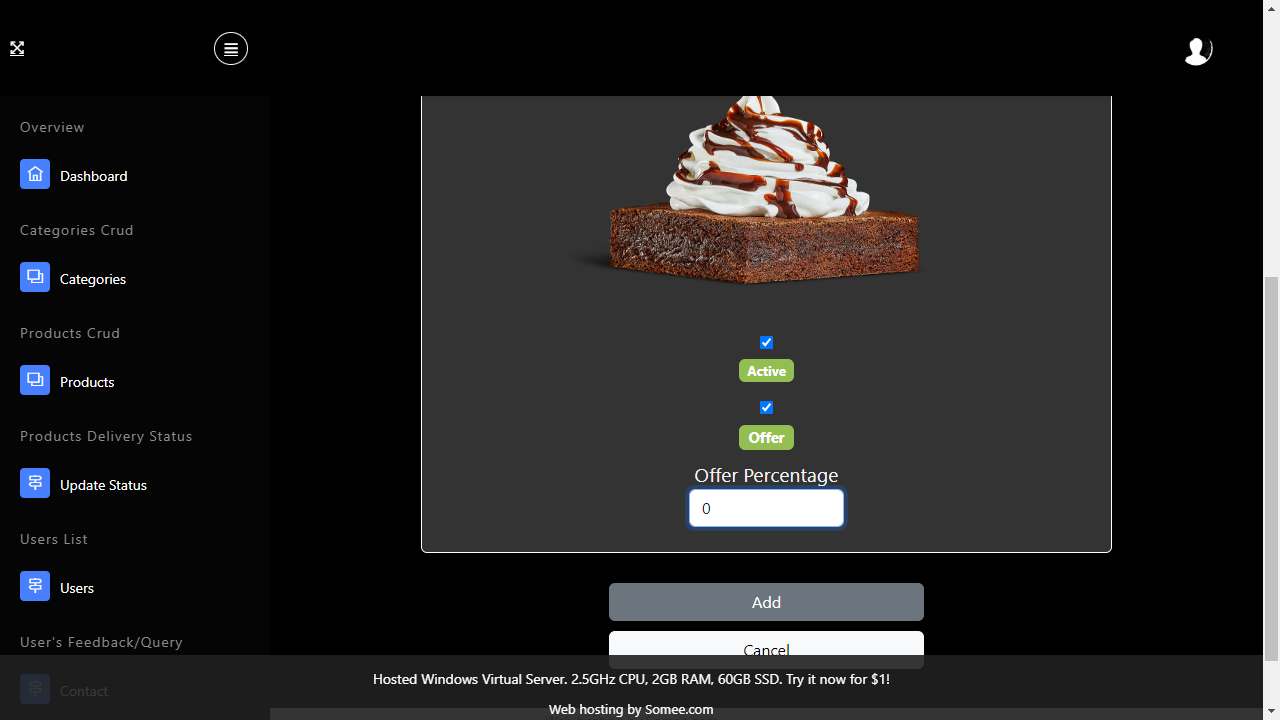 Overview
Dashboard
Categories Crud
Categories
Products Crud
Products
Products Delivery Status
Update Status
Users List
Users
User's Feedback/Query
Contact
Active
Offer
Offer Percentage
0
Add
Cancel
Hosted Windows Virtual Server. 2.5GHz CPU, 2GB RAM, 60GB SSD. Try it now for $1!
Web hosting by Somee.com